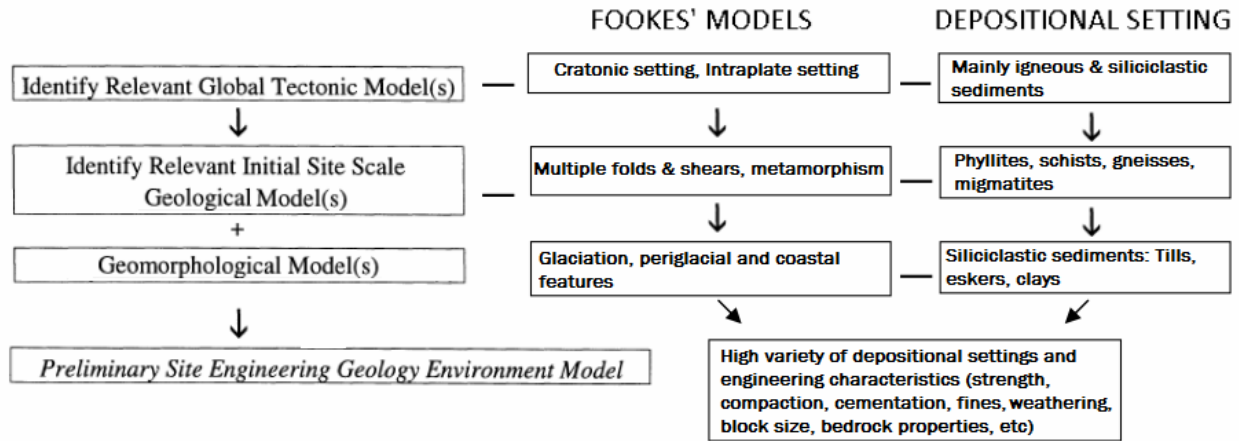 FOOKES' MODELS
DEPOSITIONAL SETTING
Identify Relevant Global Tectonic Model(s)
Cratonic setting, Intraplate setting
Mainly igneous & siliciclastic
sediments
Identify Relevant Initial Site Scale
Geological Model(s)
Multiple folds & shears, metamorphism
Phyllites, schists, gneisses,
migmatites
+
Geomorphological Model(s)
Glaciation, periglacial and coastal
features
Siliciclastic sediments: Tills,
eskers, clays
Preliminary Site Engineering Geology Environment Model
High variety of depositional settings and
engineering characteristics (strength,
compaction, cementation, fines, weathering,
block size, bedrock properties, etc)